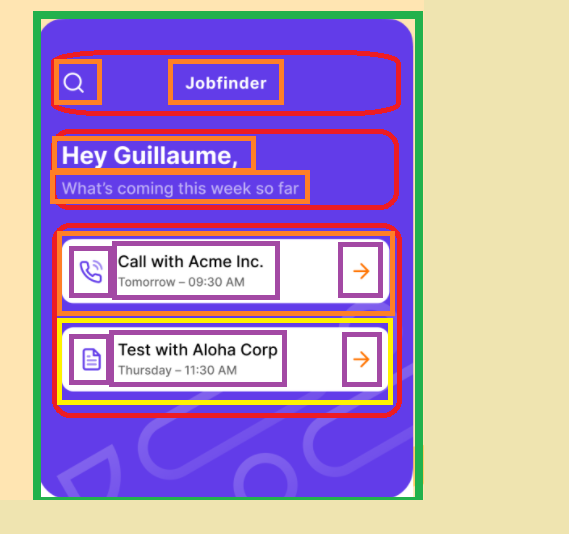 Jobfinder
Hey Guillaume,
What's coming this week so far
Call with Acme Inc.
Tomorrow – 09:30 AM
Test with Aloha Corp
Thursday – 11:30 AM